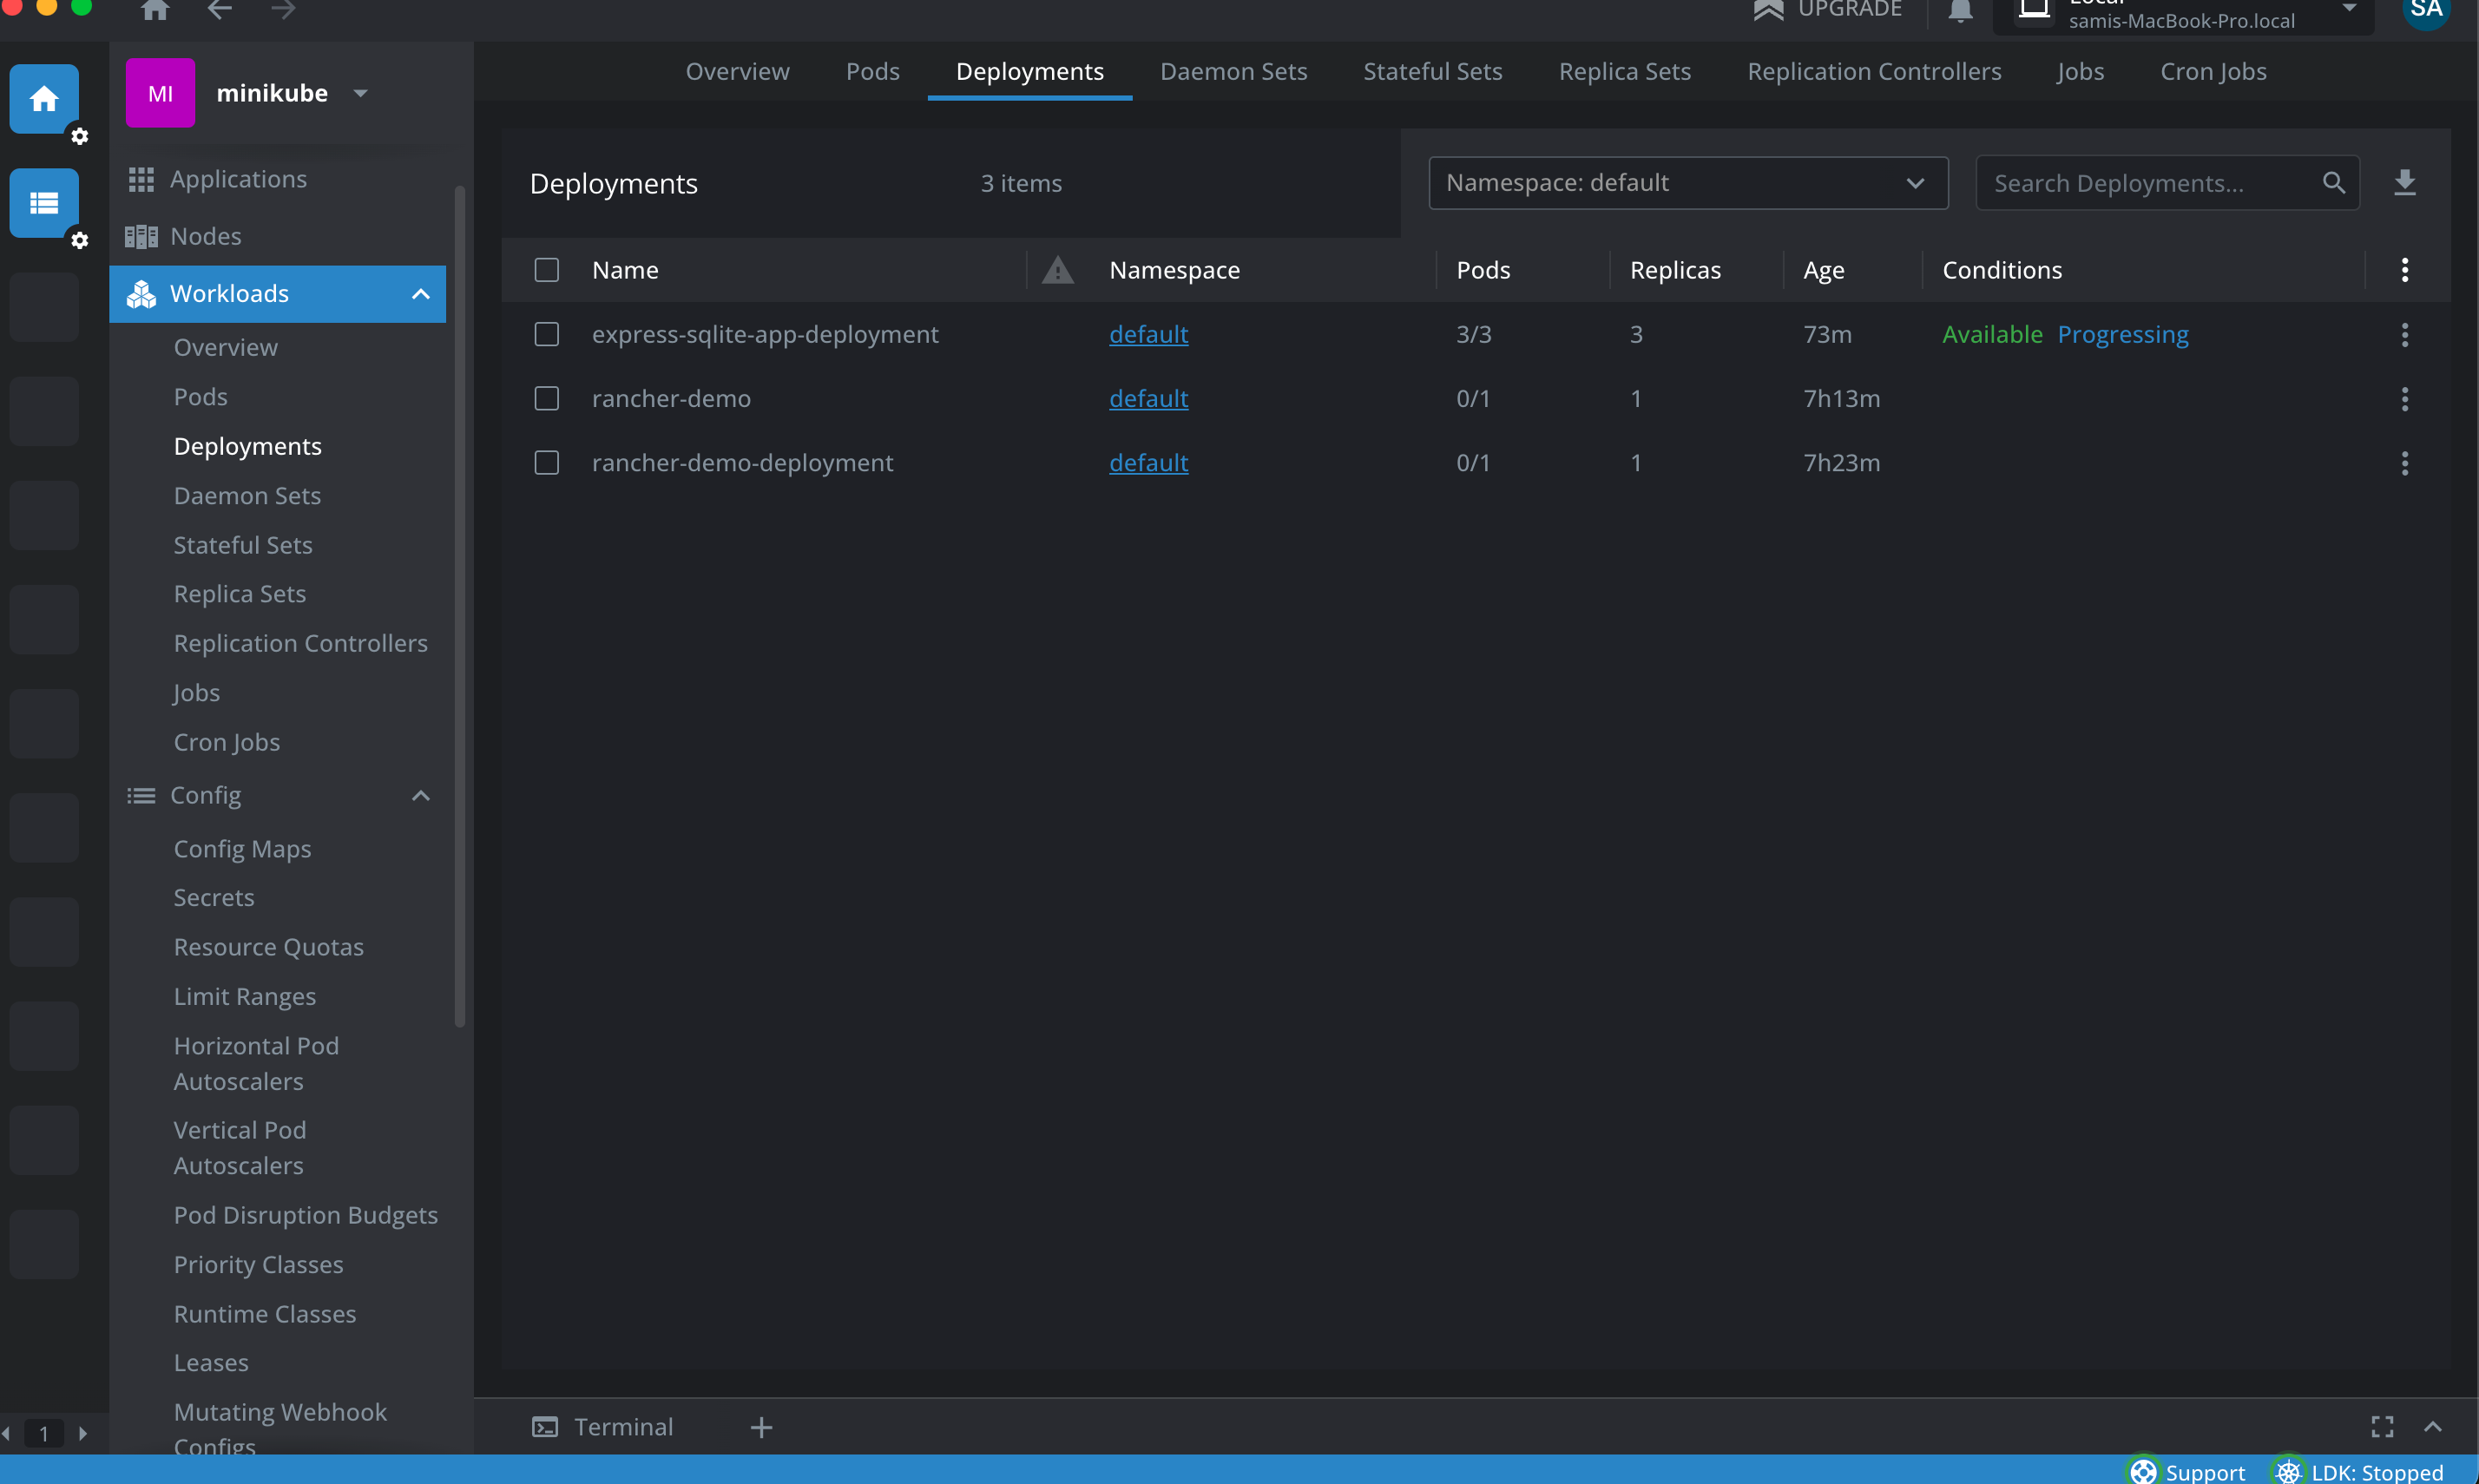 UPGRADE
Local
samis-MacBook-Pro.local
SA
MI
minikube
Overview Pods Deployments Daemon Sets Stateful Sets Replica Sets Replication Controllers Jobs Cron Jobs
Applications
Nodes
Workloads
Overview
Pods
Deployments
Daemon Sets
Stateful Sets
Replica Sets
Replication Controllers
Jobs
Cron Jobs
Config
Config Maps
Secrets
Resource Quotas
Limit Ranges
Horizontal Pod
Autoscalers
Vertical Pod
Autoscalers
Pod Disruption Budgets
Priority Classes
Runtime Classes
Leases
Mutating Webhook
Configs
1
Deployments 3 items Namespace: default Search Deployments...
Name Namespace Pods Replicas Age Conditions
express-sqlite-app-deployment default 3/3 3 73m Available Progressing
rancher-demo default 0/1 1 7h13m
rancher-demo-deployment default 0/1 1 7h23m
Terminal
Support LDK: Stopped